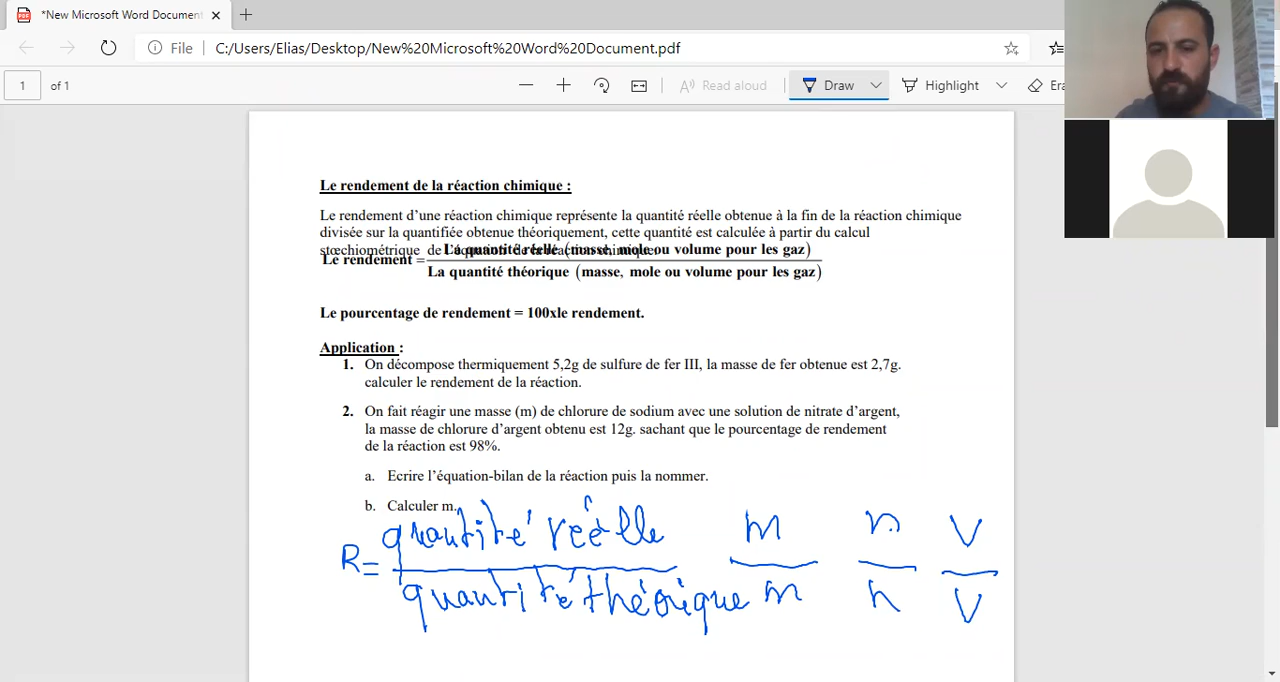 *New Microsoft Word Document
1 of 1
File C:/Users/Elias/Desktop/New%20Microsoft%20Word%20Document.pdf
Read aloud Draw Highlight
Le rendement de la réaction chimique :
Le rendement d’une réaction chimique représente la quantité réelle obtenue à la fin de la réaction chimique
divisée sur la quantifiée obtenue théoriquement, cette quantité est calculée à partir du calcul
stœchiométrique de l'équation de la réaction chimique
La quantité réelle (masse, mole ou volume pour les gaz)
Le rendement =
La quantité théorique (masse, mole ou volume pour les gaz)
Le pourcentage de rendement = 100xle rendement.
Application :
1. On décompose thermiquement 5,2g de sulfure de fer III, la masse de fer obtenue est 2,7g.
calculer le rendement de la réaction.
2. On fait réagir une masse (m) de chlorure de sodium avec une solution de nitrate d’argent,
la masse de chlorure d’argent obtenu est 12g. sachant que le pourcentage de rendement
de la réaction est 98%.
a. Ecrire l’équation-bilan de la réaction puis la nommer.
b. Calculer m.
quantité réelle m n V
R=
quantité théorique m n V